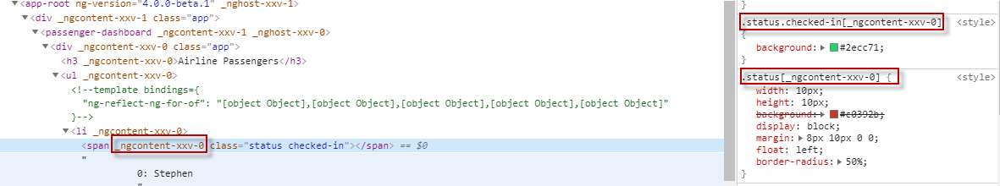 <app-root ng-version="4.0.0-beta.1" _nghost-xxv-1>
<div _ngcontent-xxv-1 class="app">
<passenger-dashboard _ngcontent-xxv-1 _nghost-xxv-0>
<div _ngcontent-xxv-0 class="app">
<h3 _ngcontent-xxv-0>Airline Passengers</h3>
<ul _ngcontent-xxv-0>
<!--template bindings={
"ng-reflect-ng-for-of": "[object Object],[object Object],[object Object],[object Object],[object Object]"
}-->
<li _ngcontent-xxv-0>
<span _ngcontent-xxv-0 class="status checked-in"></span> == $0
"
0: Stephen
"
}
.status.checked-in[_ngcontent-xxv-0] <style>
{
background: #2ecc71;
}
.status[_ngcontent-xxv-0] { <style>
width: 10px;
height: 10px;
background: #c0392b;
display: block;
margin: 8px 10px 0 0;
float: left;
border-radius: 50%;
}